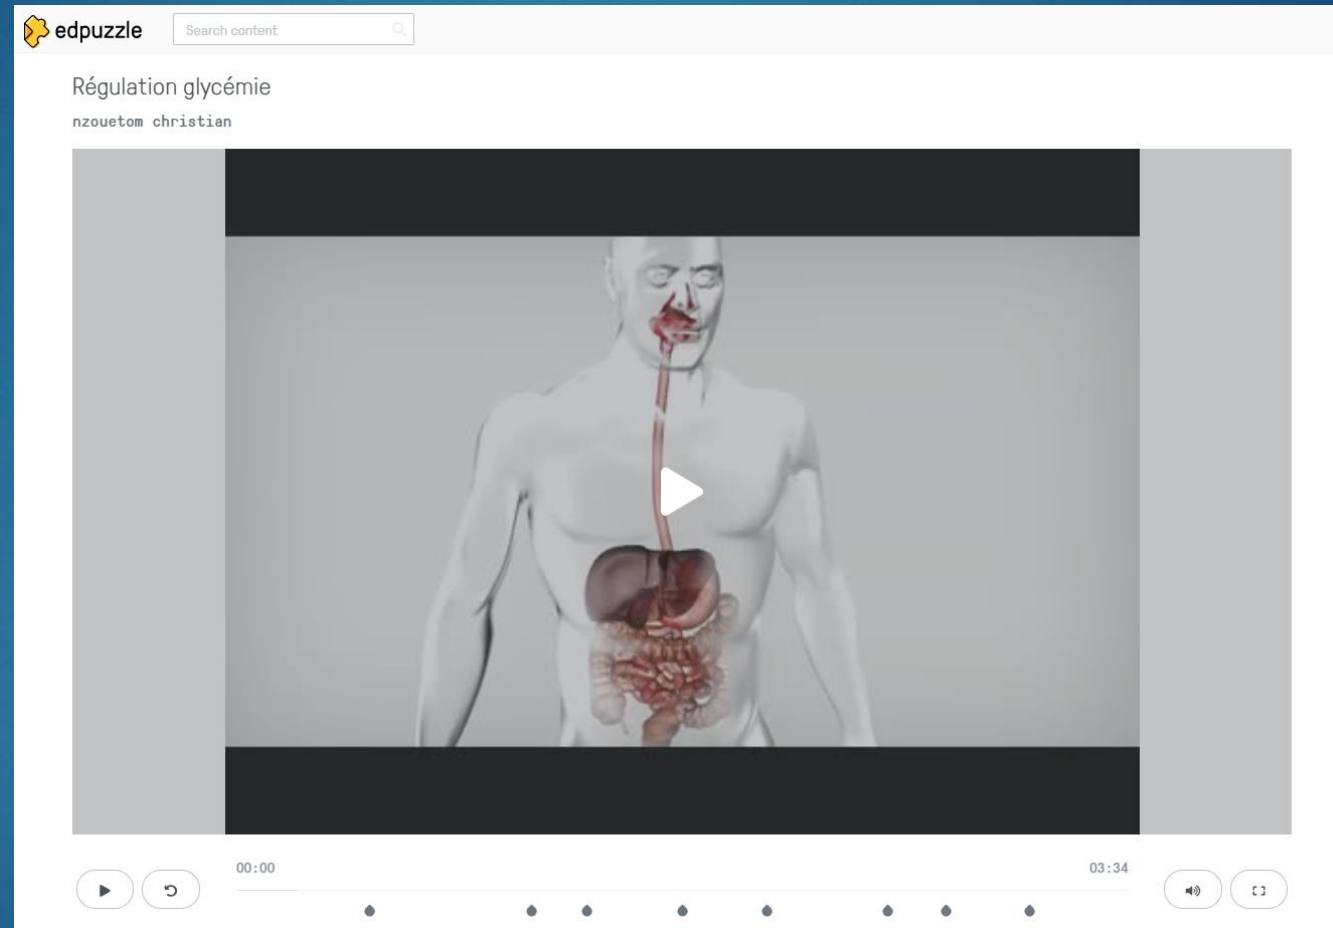 edpuzzle
Search content
Régulation glycémie
nzouetom christian
00:00
03:34